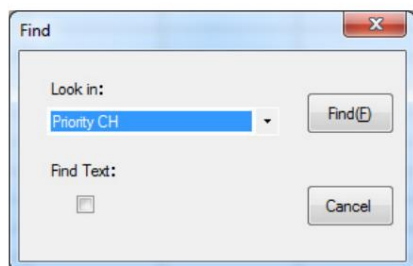 Find
Look in:
Priority CH
Find(F)
Find Text:
Cancel